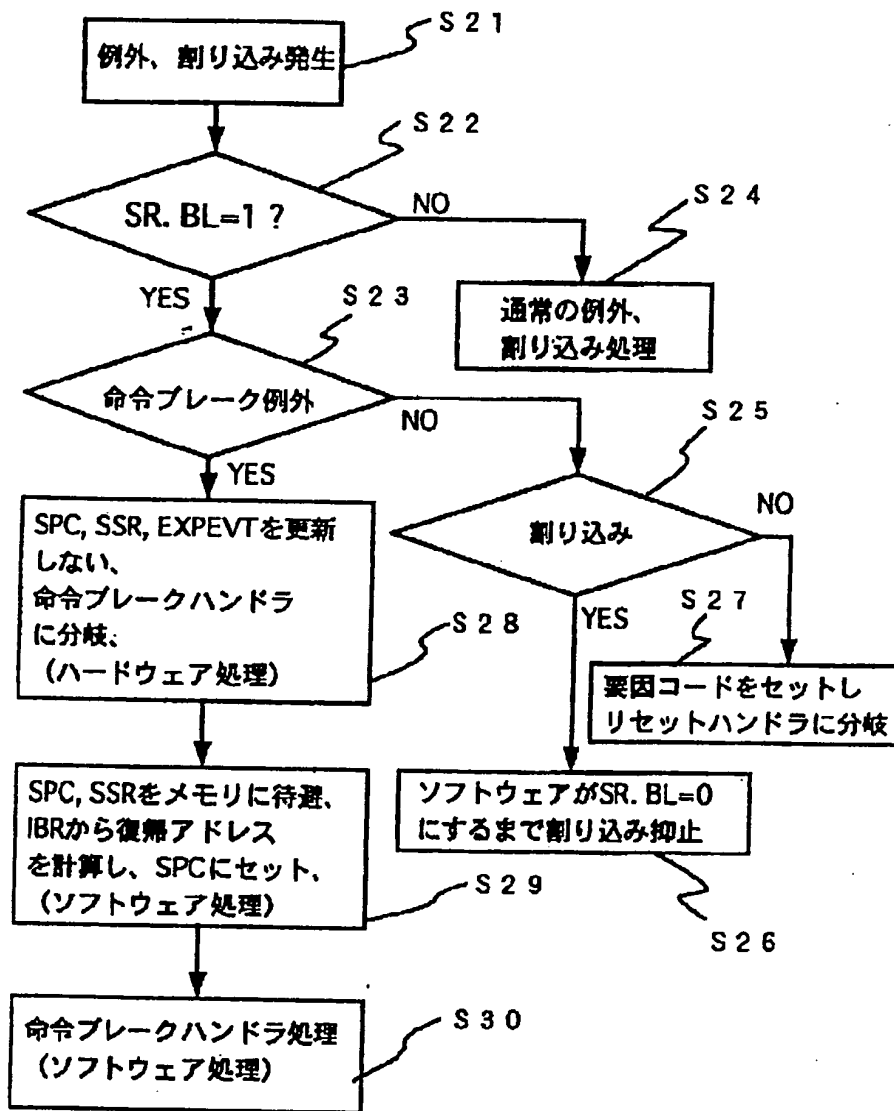 S21
例外、割り込み発生
S22
SR. BL=1 ?
NO
S24
YES
S23
通常の例外、
割り込み処理
命令ブレーク例外
NO
S25
YES
割り込み
NO
SPC, SSR, EXPEVTを更新
しない、
命令ブレークハンドラ
に分岐、
(ハードウェア処理)
S28
YES
S27
要因コードをセットし
リセットハンドラに分岐
SPC, SSRをメモリに待避、
IBRから復帰アドレス
を計算し、SPCにセット、
(ソフトウェア処理)
S29
ソフトウェアがSR. BL=0
にするまで割り込み抑止
S26
命令ブレークハンドラ処理
(ソフトウェア処理)
S30